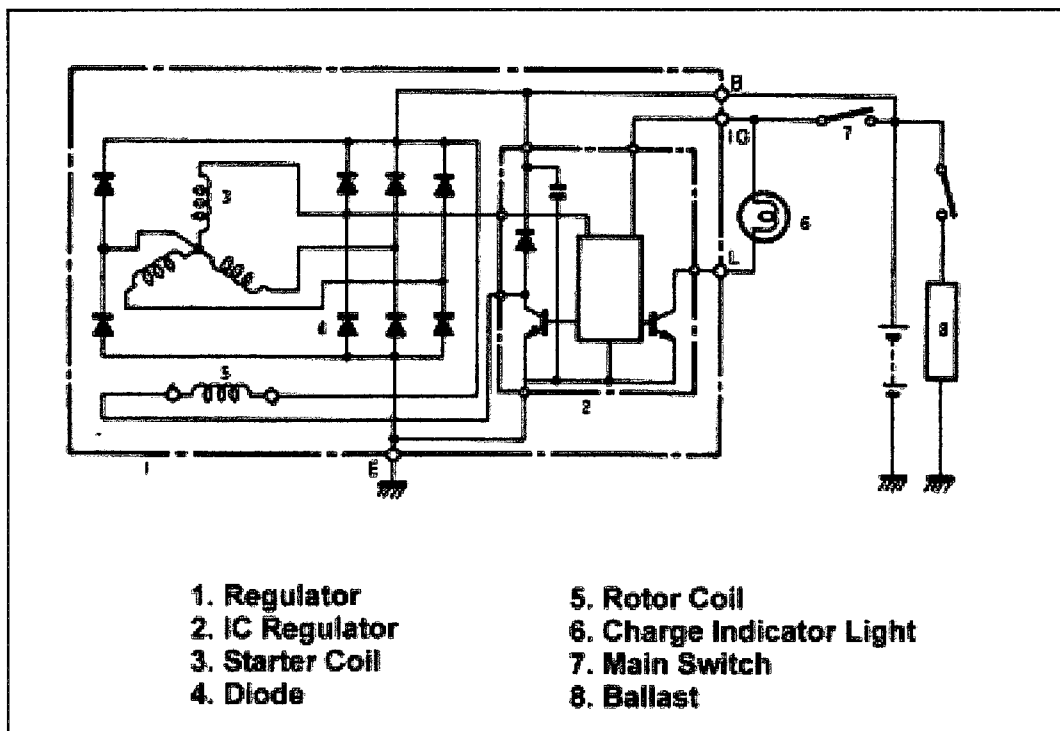 B
IG
7
3
6
L
4
8
5
2
1
E
1. Regulator
2. IC Regulator
3. Starter Coil
4. Diode
5. Rotor Coil
6. Charge Indicator Light
7. Main Switch
8. Ballast